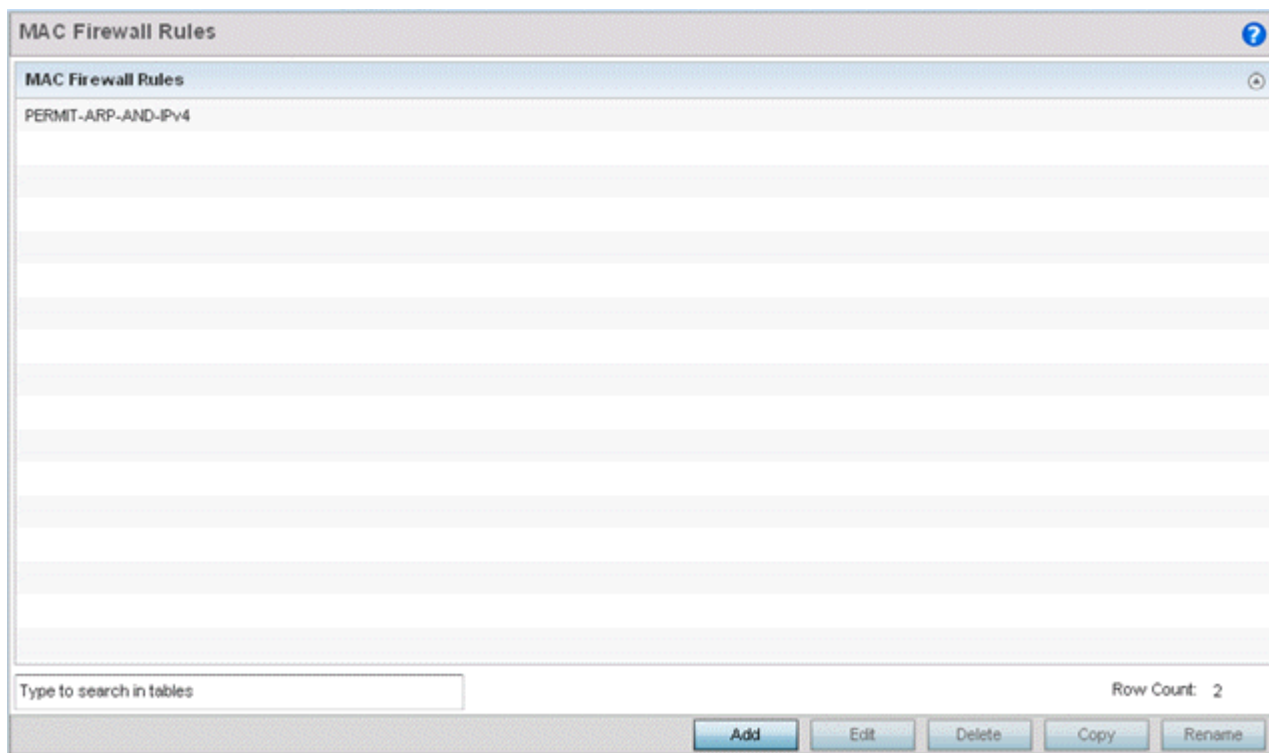 MAC Firewall Rules
?
MAC Firewall Rules
PERMIT-ARP-AND-IPv4
Type to search in tables
Row Count: 2
Add Edit Delete Copy Rename